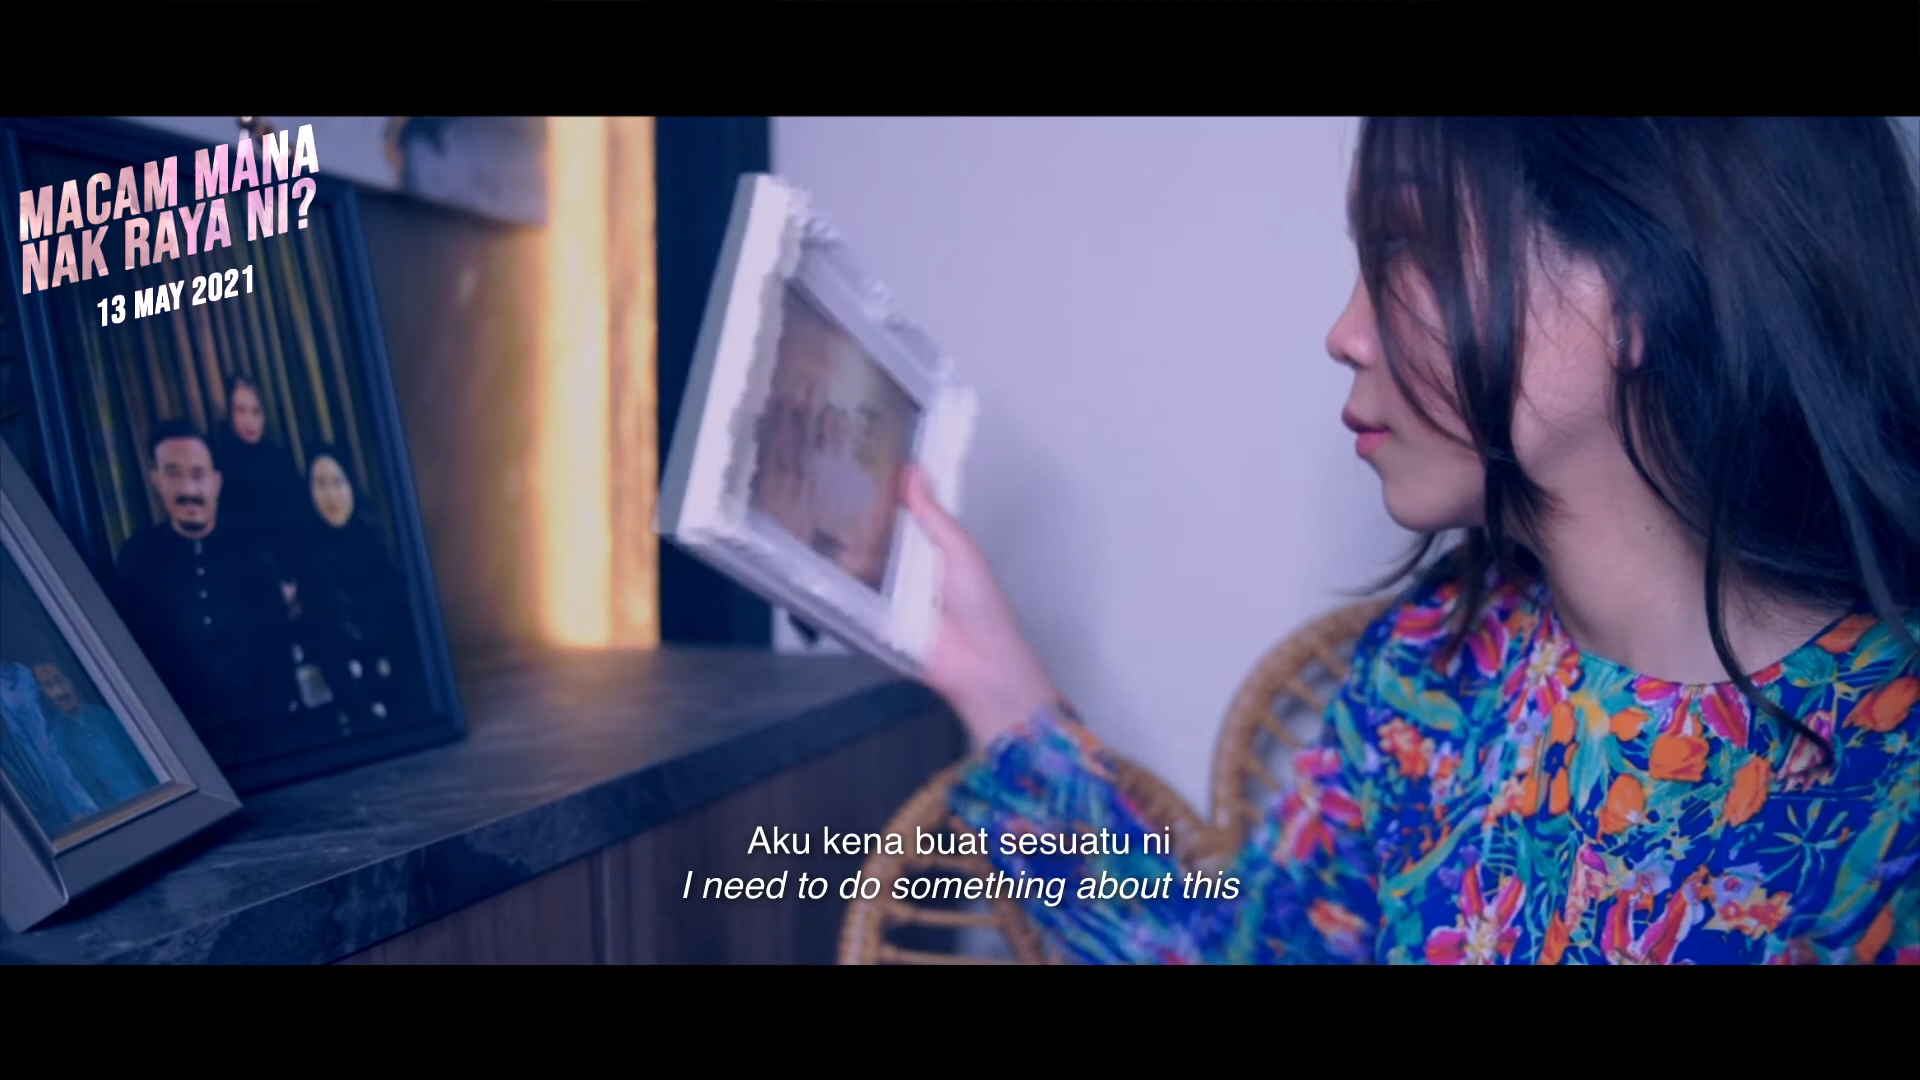 MACAM MANA
NAK RAYA NI?
13 MAY 2021
Aku kena buat sesuatu ni
I need to do something about this